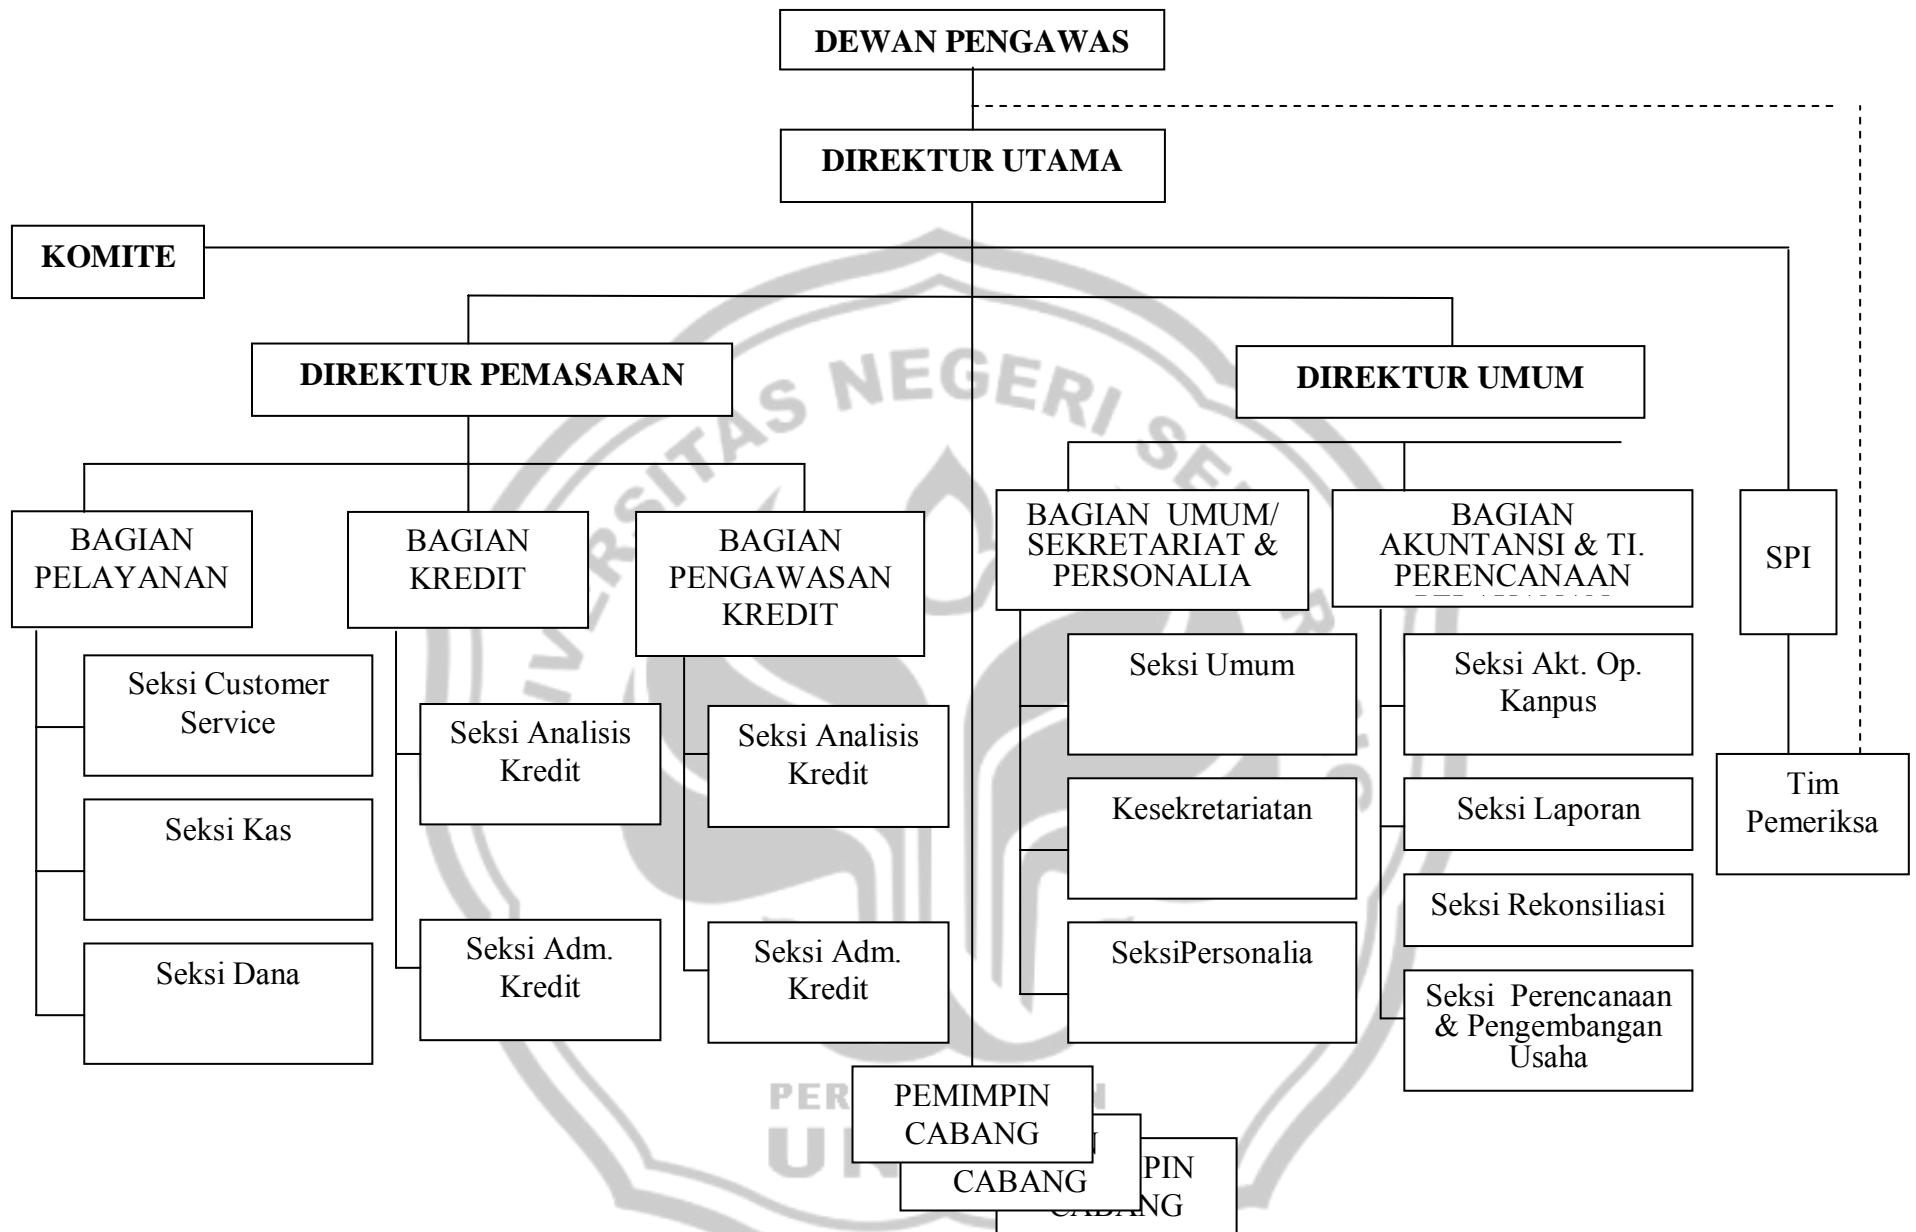 DEWAN PENGAWAS
DIREKTUR UTAMA
KOMITE
DIREKTUR PEMASARAN
DIREKTUR UMUM
BAGIAN
PELAYANAN
BAGIAN
KREDIT
BAGIAN
PENGAWASAN
KREDIT
BAGIAN UMUM/
SEKRETARIAT &
PERSONALIA
BAGIAN
AKUNTANSI & TI.
PERENCANAAN
SPI
Seksi Customer
Service
Seksi Kas
Seksi Dana
Seksi Analisis
Kredit
Seksi Adm.
Kredit
Seksi Analisis
Kredit
Seksi Adm.
Kredit
Seksi Umum
Kesekretariatan
SeksiPersonalia
Seksi Akt. Op.
Kanpus
Seksi Laporan
Seksi Rekonsiliasi
Seksi Perencanaan
& Pengembangan
Usaha
Tim
Pemeriksa
PEMIMPIN
CABANG
CABANG
NEGERI